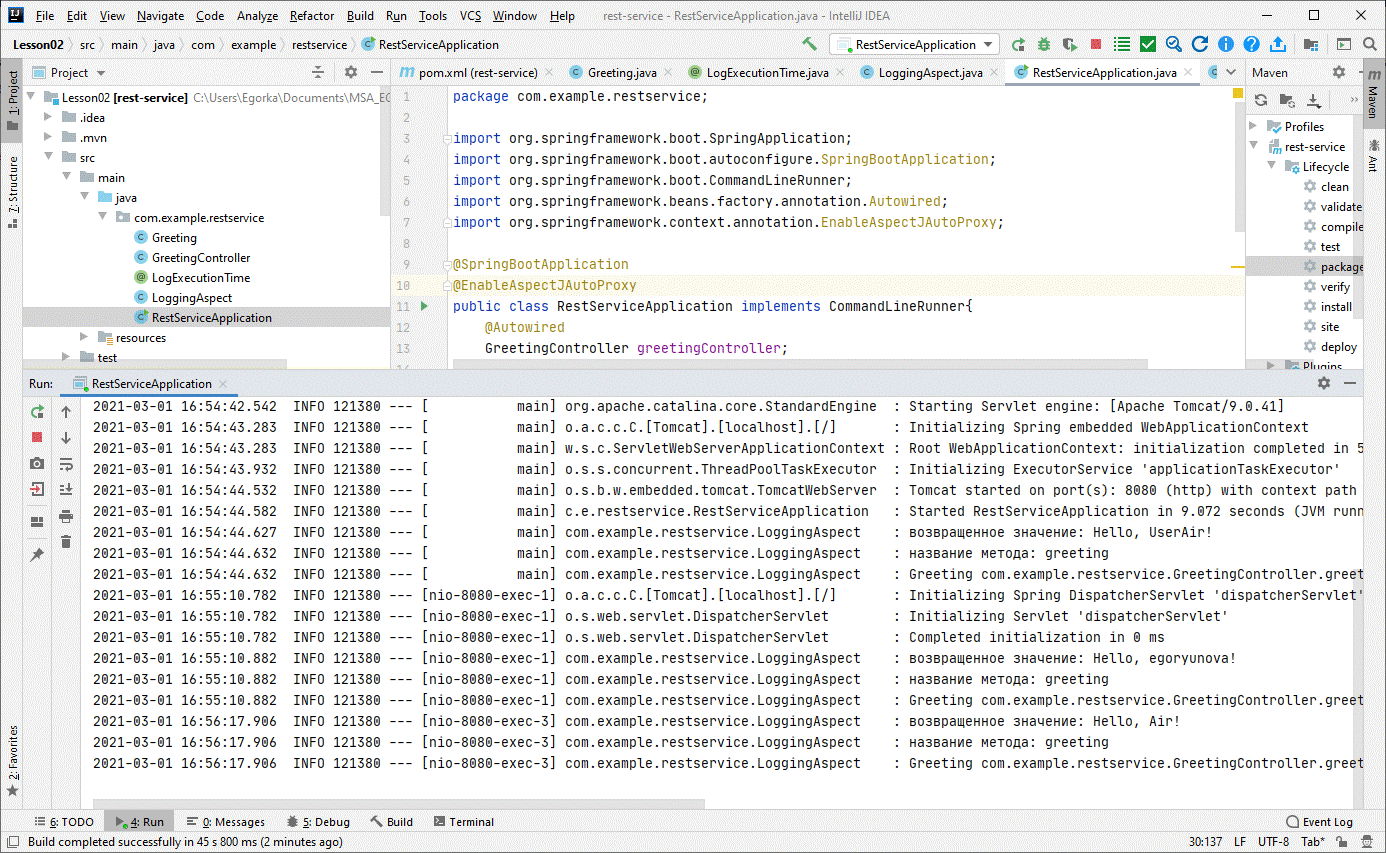 File Edit View Navigate Code Analyze Refactor Build Run Tools VCS Window Help rest-service - RestServiceApplication.java - IntelliJ IDEA
Lesson02 src main java com example restservice RestServiceApplication RestServiceApplication
1: Project
7: Structure
2: Favorites
Project
Lesson02 [rest-service] C:\Users\Egorka\Documents\MSA_EG
.idea
.mvn
src
main
java
com.example.restservice
Greeting
GreetingController
LogExecutionTime
LoggingAspect
RestServiceApplication
resources
test
pom.xml (rest-service) Greeting.java LogExecutionTime.java LoggingAspect.java RestServiceApplication.java
1 package com.example.restservice;
2
3 import org.springframework.boot.SpringApplication;
4 import org.springframework.boot.autoconfigure.SpringBootApplication;
5 import org.springframework.boot.CommandLineRunner;
6 import org.springframework.beans.factory.annotation.Autowired;
7 import org.springframework.context.annotation.EnableAspectJAutoProxy;
8
9 @SpringBootApplication
10 @EnableAspectJAutoProxy
11 public class RestServiceApplication implements CommandLineRunner{
12 @Autowired
13 GreetingController greetingController;
Maven
Profiles
rest-service
Lifecycle
clean
validate
compile
test
package
verify
install
site
deploy
Plugins
Maven
Ant
Run: RestServiceApplication
2021-03-01 16:54:42.542 INFO 121380 --- [ main] org.apache.catalina.core.StandardEngine : Starting Servlet engine: [Apache Tomcat/9.0.41]
2021-03-01 16:54:43.283 INFO 121380 --- [ main] o.a.c.c.C.[Tomcat].[localhost].[/] : Initializing Spring embedded WebApplicationContext
2021-03-01 16:54:43.283 INFO 121380 --- [ main] w.s.c.ServletWebServerApplicationContext : Root WebApplicationContext: initialization completed in 5
2021-03-01 16:54:43.932 INFO 121380 --- [ main] o.s.s.concurrent.ThreadPoolTaskExecutor : Initializing ExecutorService 'applicationTaskExecutor'
2021-03-01 16:54:44.532 INFO 121380 --- [ main] o.s.b.w.embedded.tomcat.TomcatWebServer : Tomcat started on port(s): 8080 (http) with context path
2021-03-01 16:54:44.582 INFO 121380 --- [ main] c.e.restservice.RestServiceApplication : Started RestServiceApplication in 9.072 seconds (JVM runn
2021-03-01 16:54:44.627 INFO 121380 --- [ main] com.example.restservice.LoggingAspect : возвращенное значение: Hello, UserAir!
2021-03-01 16:54:44.632 INFO 121380 --- [ main] com.example.restservice.LoggingAspect : название метода: greeting
2021-03-01 16:54:44.632 INFO 121380 --- [ main] com.example.restservice.LoggingAspect : Greeting com.example.restservice.GreetingController.greet
2021-03-01 16:55:10.782 INFO 121380 --- [nio-8080-exec-1] o.a.c.c.C.[Tomcat].[localhost].[/] : Initializing Spring DispatcherServlet 'dispatcherServlet'
2021-03-01 16:55:10.782 INFO 121380 --- [nio-8080-exec-1] o.s.web.servlet.DispatcherServlet : Initializing Servlet 'dispatcherServlet'
2021-03-01 16:55:10.782 INFO 121380 --- [nio-8080-exec-1] o.s.web.servlet.DispatcherServlet : Completed initialization in 0 ms
2021-03-01 16:55:10.882 INFO 121380 --- [nio-8080-exec-1] com.example.restservice.LoggingAspect : возвращенное значение: Hello, egoryunova!
2021-03-01 16:55:10.882 INFO 121380 --- [nio-8080-exec-1] com.example.restservice.LoggingAspect : название метода: greeting
2021-03-01 16:55:10.882 INFO 121380 --- [nio-8080-exec-1] com.example.restservice.LoggingAspect : Greeting com.example.restservice.GreetingController.greet
2021-03-01 16:56:17.906 INFO 121380 --- [nio-8080-exec-3] com.example.restservice.LoggingAspect : возвращенное значение: Hello, Air!
2021-03-01 16:56:17.906 INFO 121380 --- [nio-8080-exec-3] com.example.restservice.LoggingAspect : название метода: greeting
2021-03-01 16:56:17.906 INFO 121380 --- [nio-8080-exec-3] com.example.restservice.LoggingAspect : Greeting com.example.restservice.GreetingController.greet
6: TODO 4: Run 0: Messages 5: Debug Build Terminal Event Log
Build completed successfully in 45 s 800 ms (2 minutes ago) 30:137 LF UTF-8 Tab*